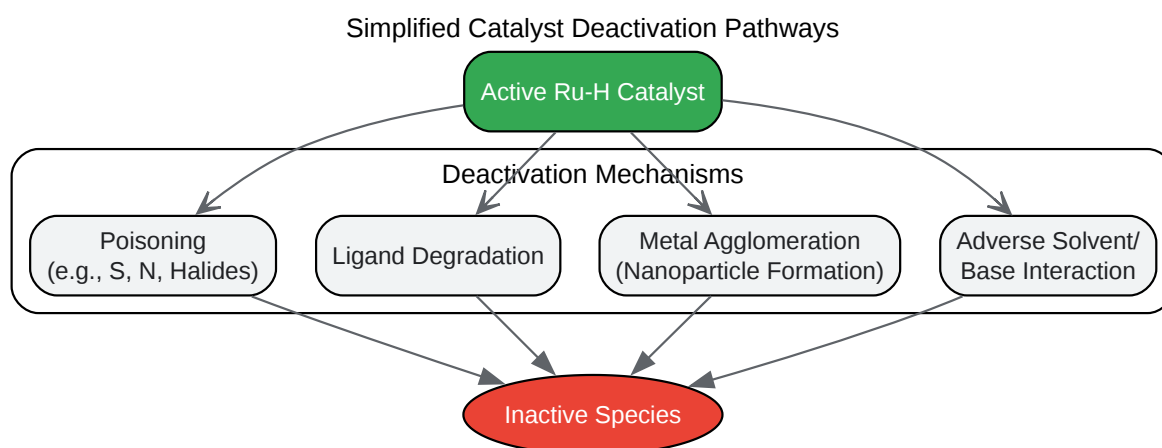 Simplified Catalyst Deactivation Pathways
Active Ru-H Catalyst
Deactivation Mechanisms
Poisoning
(e.g., S, N, Halides)
Ligand Degradation
Metal Agglomeration
(Nanoparticle Formation)
Adverse Solvent/
Base Interaction
Inactive Species